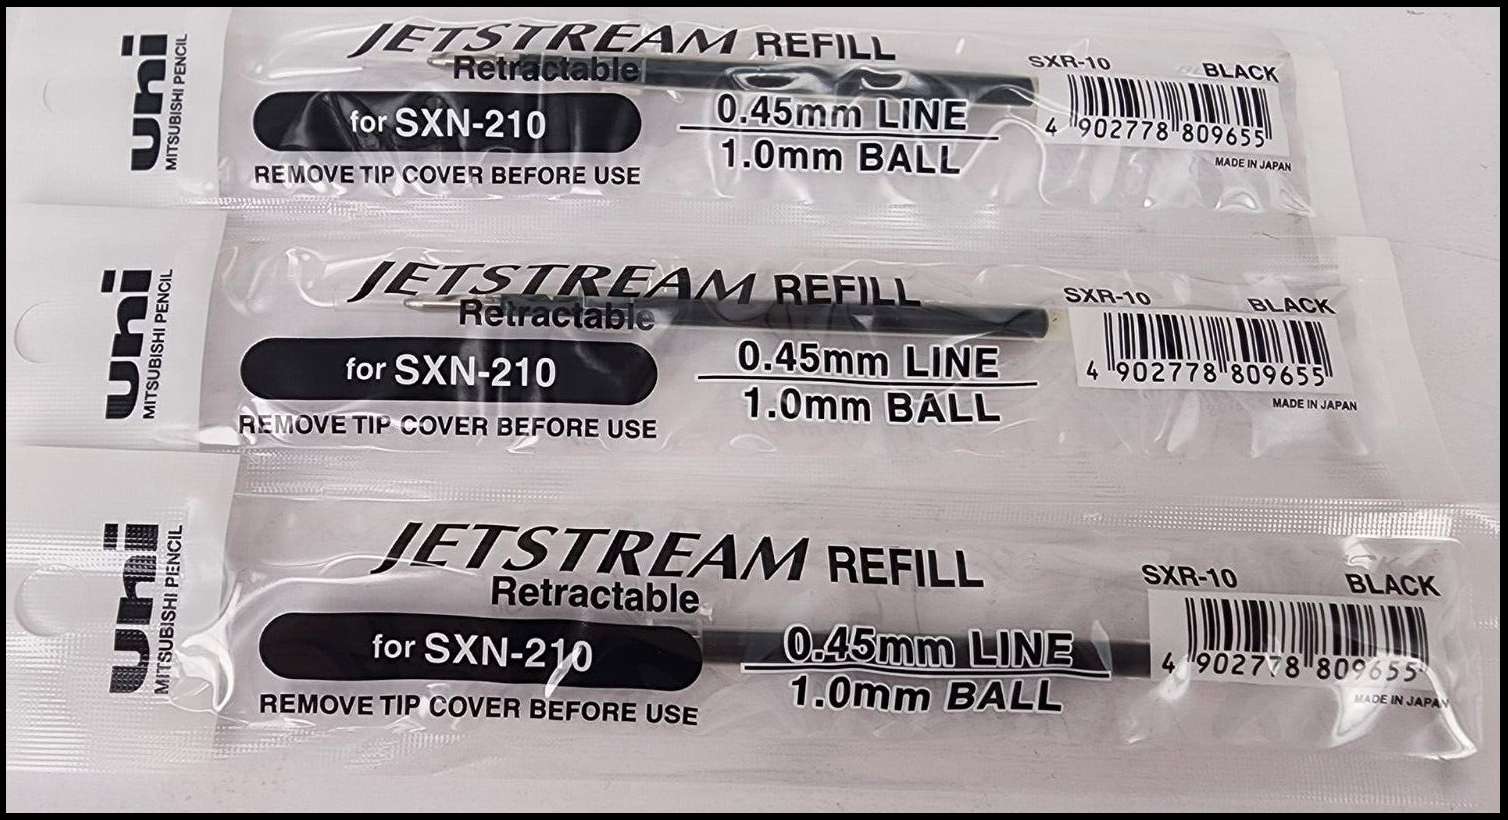 uni
MITSUBISHI PENCIL
JETSTREAM REFILL
Retractable
for SXN-210
REMOVE TIP COVER BEFORE USE
0.45mm LINE
1.0mm BALL
SXR-10 BLACK
4 902778 809655
MADE IN JAPAN
uni
MITSUBISHI PENCIL
JETSTREAM REFILL
Retractable
for SXN-210
REMOVE TIP COVER BEFORE USE
0.45mm LINE
1.0mm BALL
SXR-10 BLACK
4 902778 809655
MADE IN JAPAN
uni
MITSUBISHI PENCIL
JETSTREAM REFILL
Retractable
for SXN-210
REMOVE TIP COVER BEFORE USE
0.45mm LINE
1.0mm BALL
SXR-10 BLACK
4 902778 809655
MADE IN JAPAN